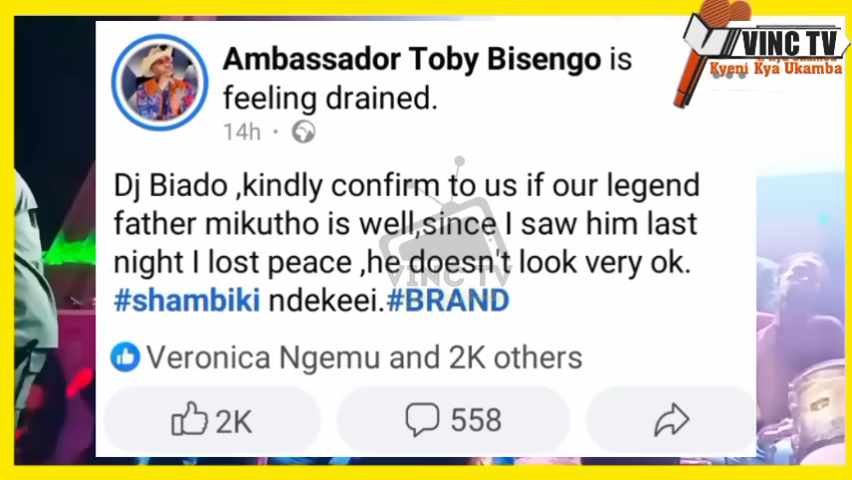 VINC TV
Kyeni Kya Ukamba
Ambassador Toby Bisengo is
feeling drained.
14h ·
Dj Biado ,kindly confirm to us if our legend
father mikutho is well,since I saw him last
night I lost peace ,he doesn't look very ok.
#shambiki ndekeei.#BRAND
VINC TV
Veronica Ngemu and 2K others
2K
558